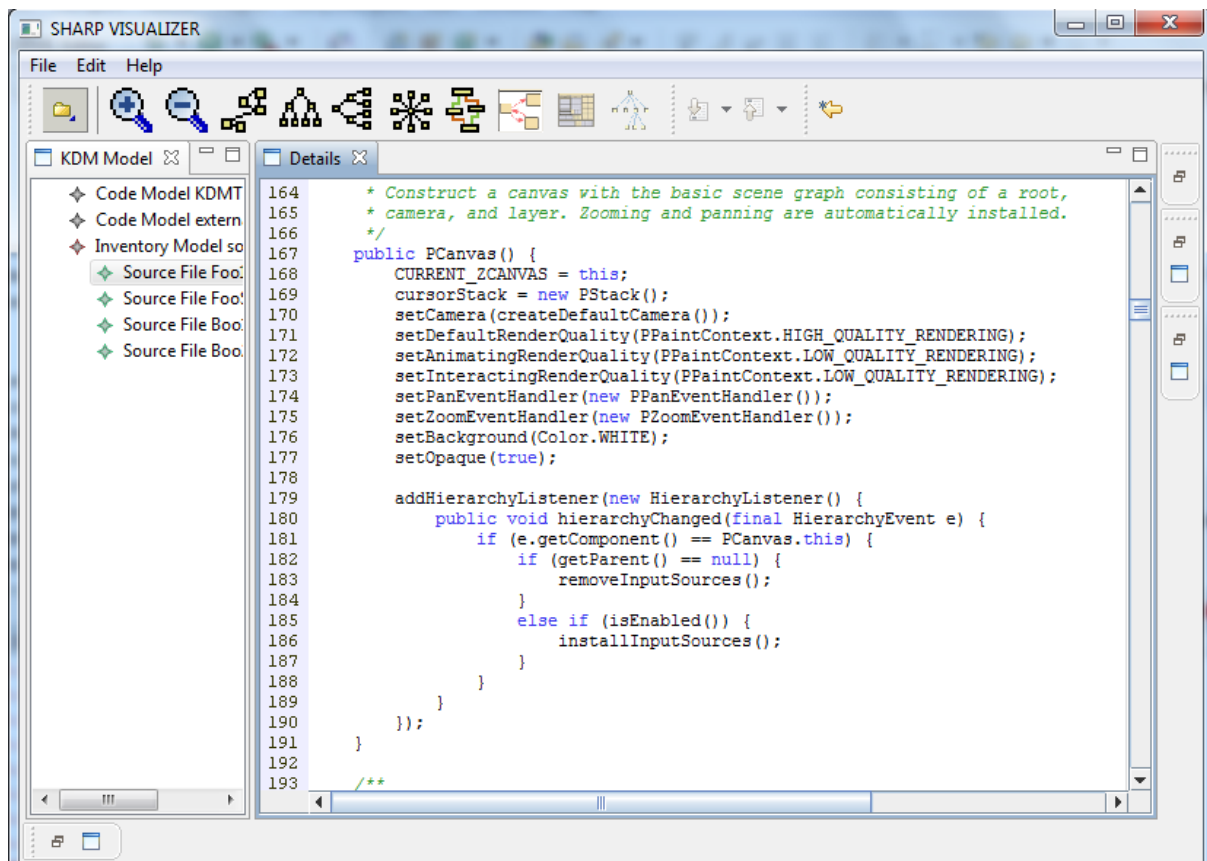 SHARP VISUALIZER
File Edit Help
KDM Model
Code Model KDMT
Code Model extern
Inventory Model so
Source File Foo
Source File Foo
Source File Boo
Source File Boo
Details
164 * Construct a canvas with the basic scene graph consisting of a root,
165 * camera, and layer. Zooming and panning are automatically installed.
166 */
167 public PCanvas() {
168 CURRENT_ZCANVAS = this;
169 cursorStack = new PStack();
170 setCamera(createDefaultCamera());
171 setDefaultRenderQuality(PPaintContext.HIGH_QUALITY_RENDERING);
172 setAnimatingRenderQuality(PPaintContext.LOW_QUALITY_RENDERING);
173 setInteractingRenderQuality(PPaintContext.LOW_QUALITY_RENDERING);
174 setPanEventHandler(new PPanEventHandler());
175 setZoomEventHandler(new PZoomEventHandler());
176 setBackground(Color.WHITE);
177 setOpaque(true);
178
179 addHierarchyListener(new HierarchyListener() {
180 public void hierarchyChanged(final HierarchyEvent e) {
181 if (e.getComponent() == PCanvas.this) {
182 if (getParent() == null) {
183 removeInputSources();
184 }
185 else if (isEnabled()) {
186 installInputSources();
187 }
188 }
189 }
190 });
191 }
192
193 /**